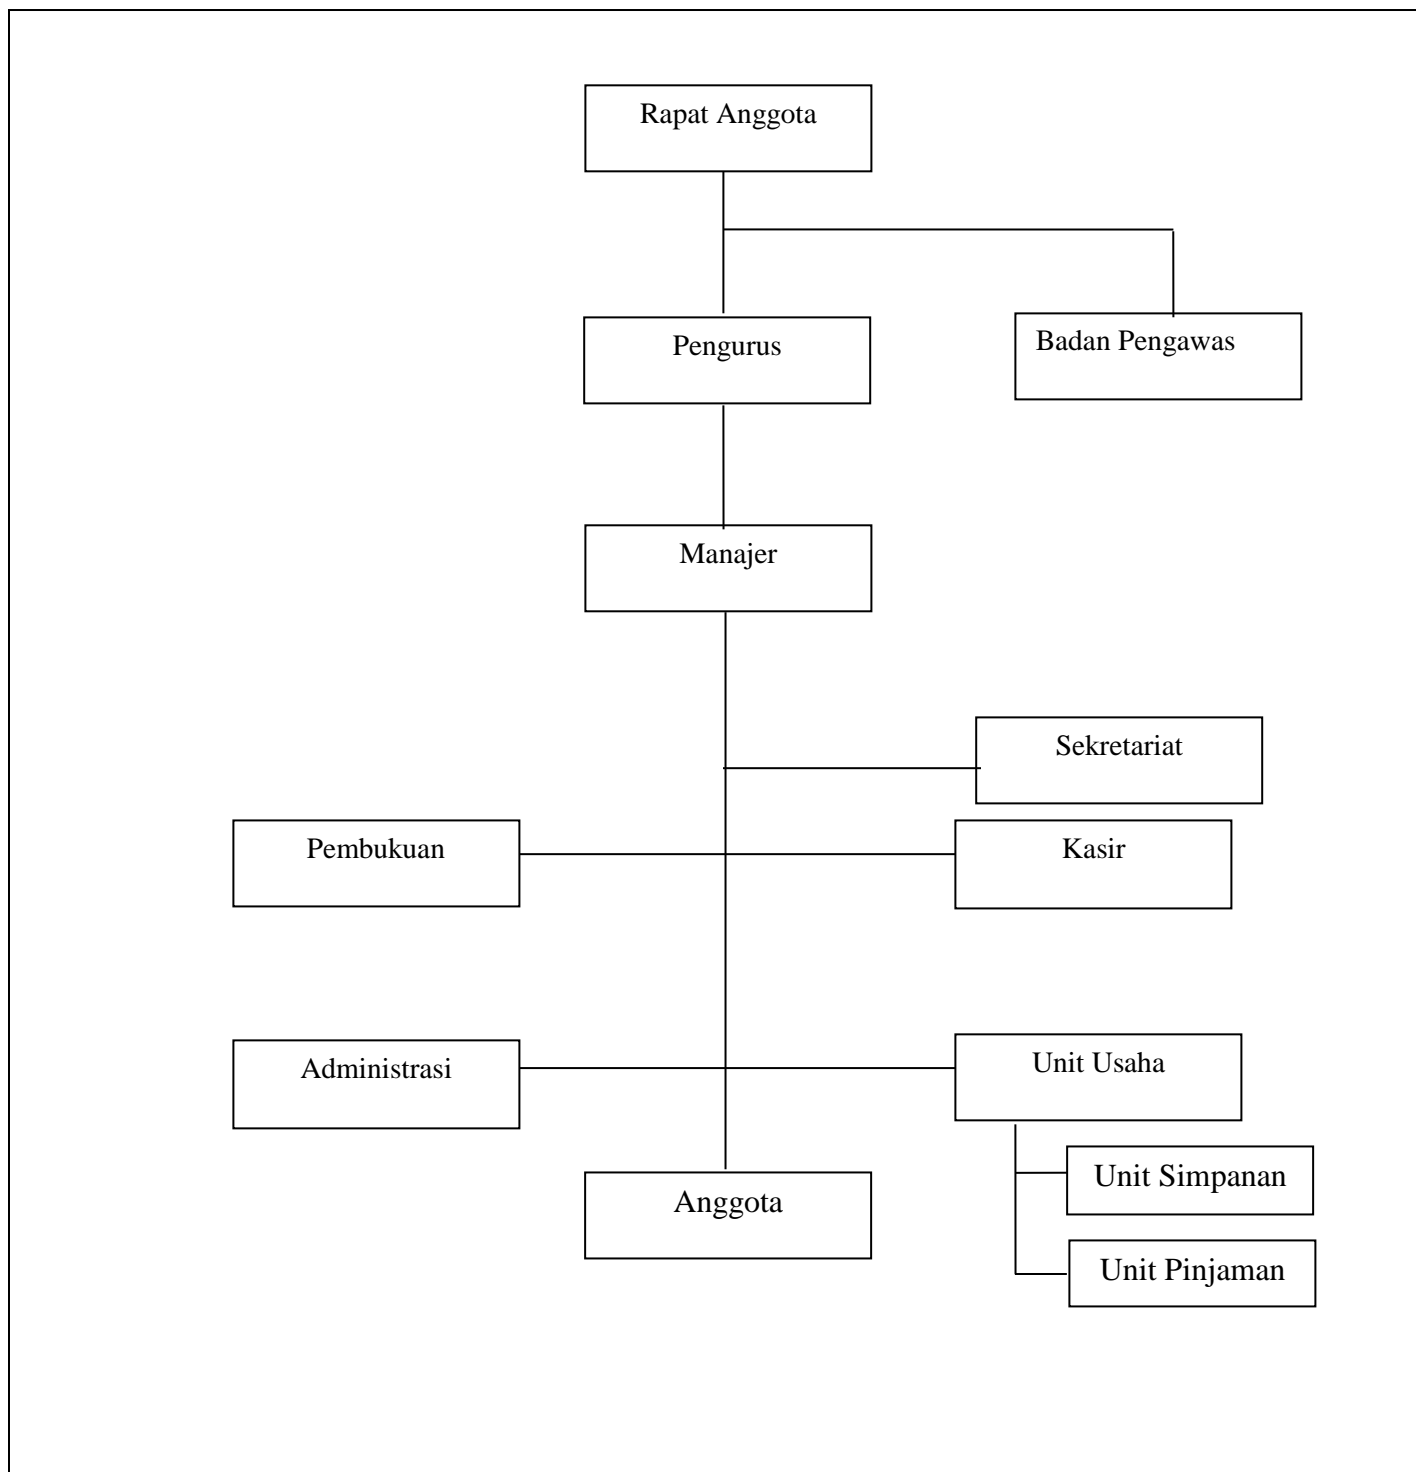 Rapat Anggota
Pengurus
Badan Pengawas
Manajer
Sekretariat
Pembukuan
Kasir
Administrasi
Unit Usaha
Unit Simpanan
Anggota
Unit Pinjaman